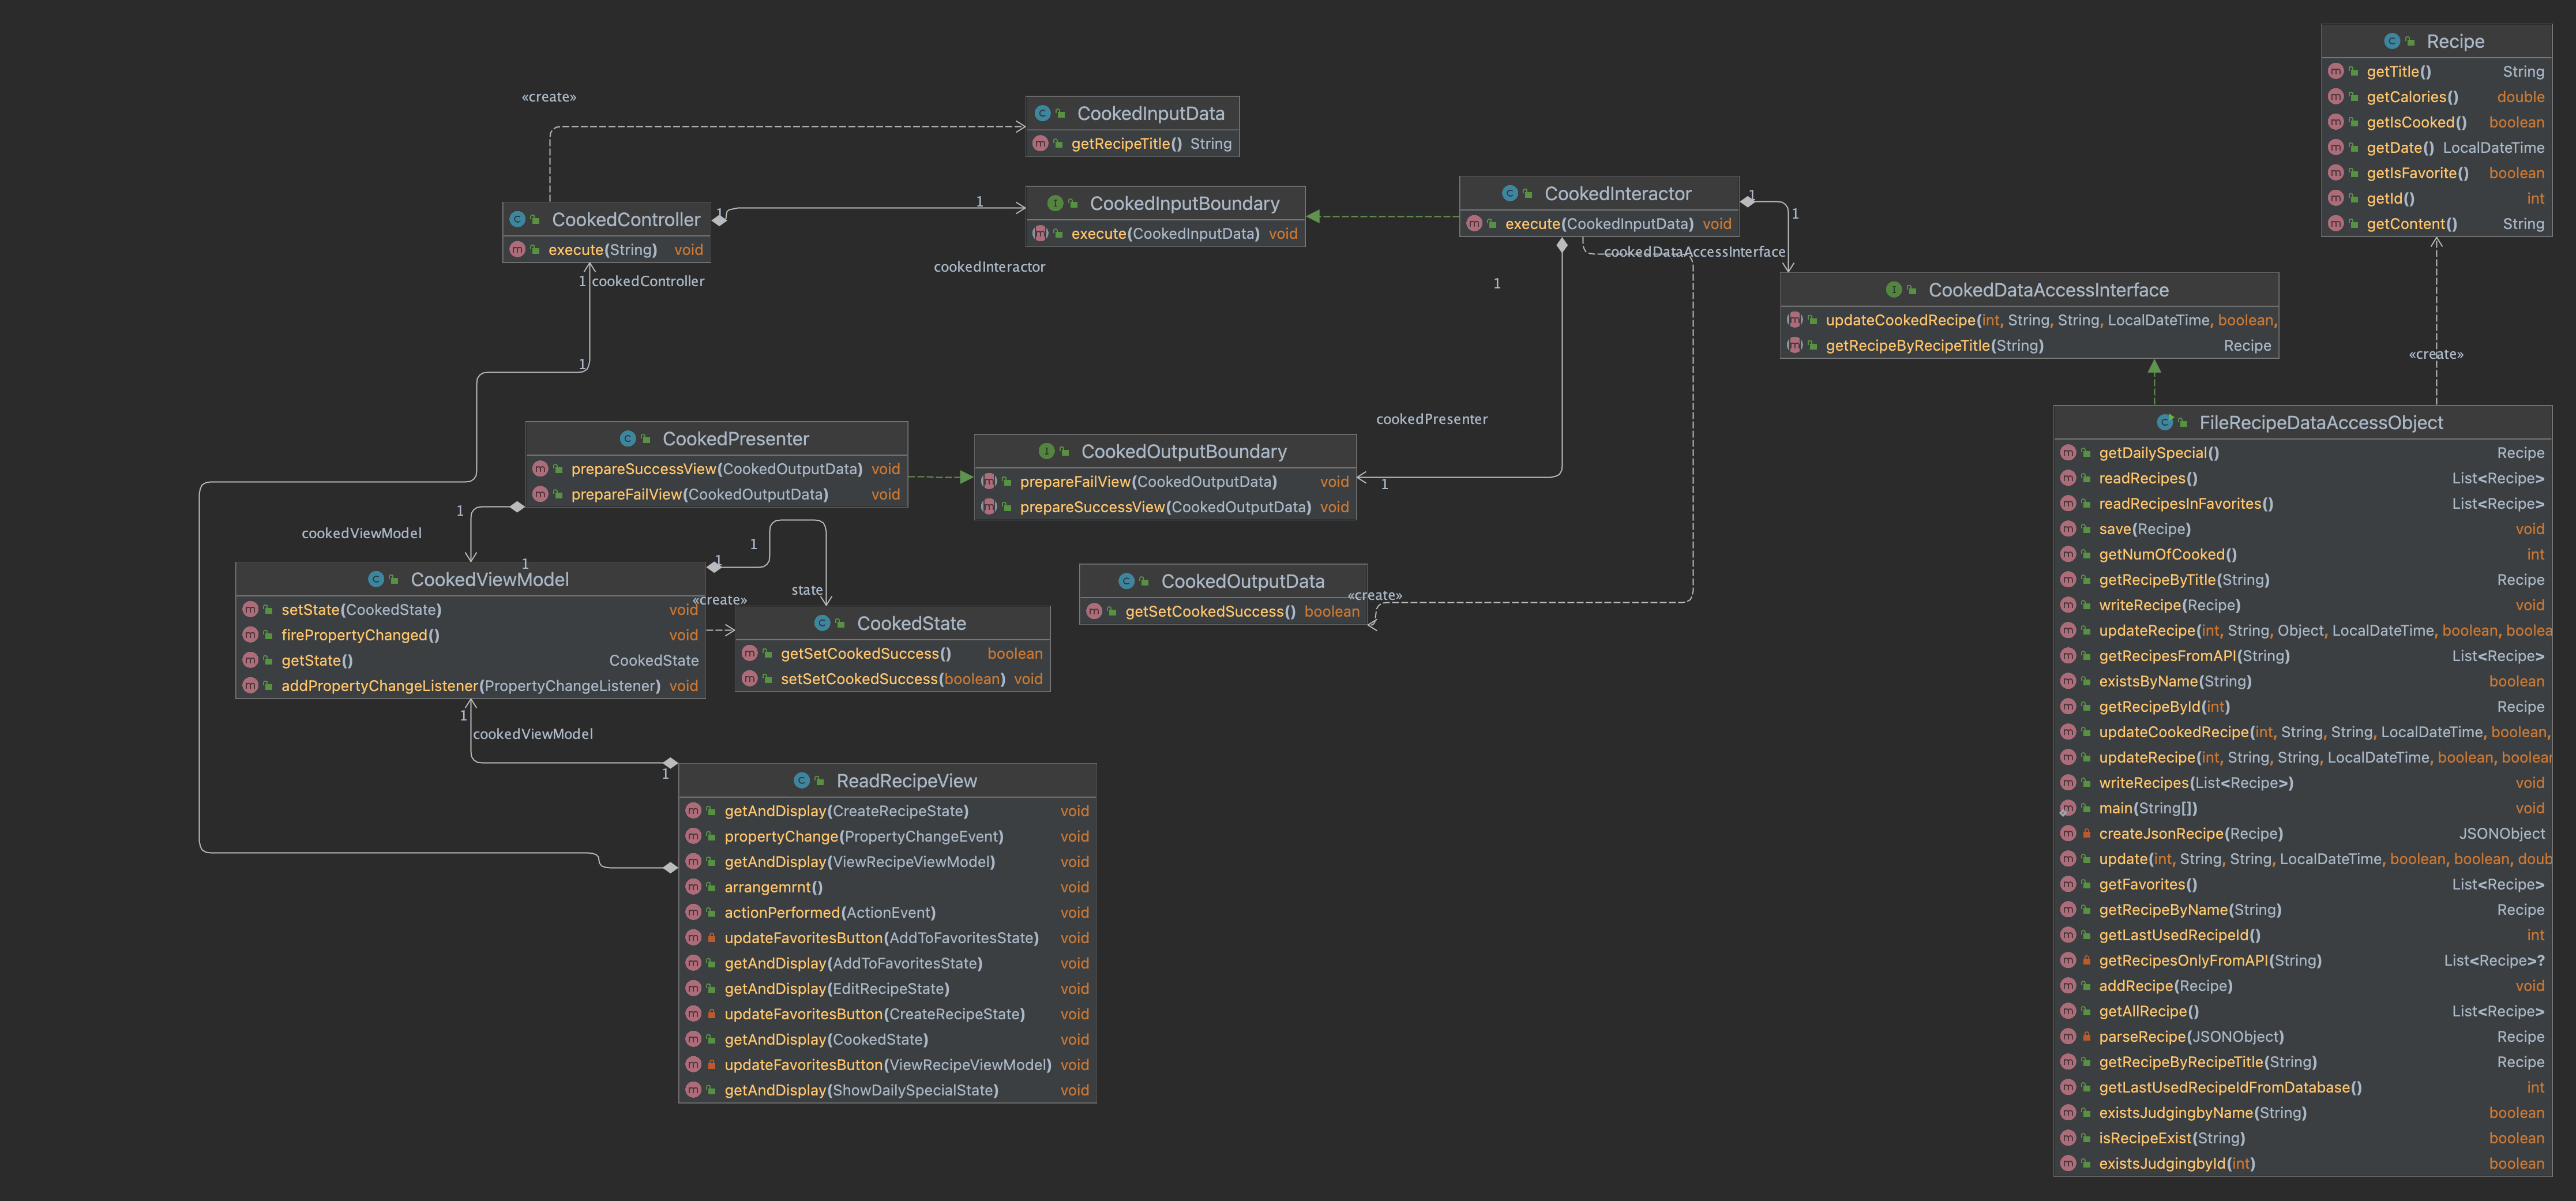 Recipe
getTitle() String
getCalories() double
getIsCooked() boolean
getDate() LocalDateTime
getIsFavorite() boolean
getId() int
getContent() String
«create»
CookedInputData
getRecipeTitle() String
CookedController
execute(String) void
1
1
CookedInputBoundary
execute(CookedInputData) void
cookedInteractor
CookedInteractor
execute(CookedInputData) void
1
1
cookedDataAccessInterface
1 cookedController
1
1
CookedDataAccessInterface
updateCookedRecipe(int, String, String, LocalDateTime, boolean,
getRecipeByRecipeTitle(String) Recipe
«create»
CookedPresenter
prepareSuccessView(CookedOutputData) void
prepareFailView(CookedOutputData) void
cookedPresenter
CookedOutputBoundary
prepareFailView(CookedOutputData) void
prepareSuccessView(CookedOutputData) void
1
1
cookedViewModel
1
1
1
state
CookedViewModel
setState(CookedState) void
firePropertyChanged() void
getState() CookedState
addPropertyChangeListener(PropertyChangeListener) void
«create»
CookedState
getSetCookedSuccess() boolean
setSetCookedSuccess(boolean) void
CookedOutputData
getSetCookedSuccess() boolean
«create»
1
cookedViewModel
1
ReadRecipeView
getAndDisplay(CreateRecipeState) void
propertyChange(PropertyChangeEvent) void
getAndDisplay(ViewRecipeViewModel) void
arrangemrnt() void
actionPerformed(ActionEvent) void
updateFavoritesButton(AddToFavoritesState) void
getAndDisplay(AddToFavoritesState) void
getAndDisplay(EditRecipeState) void
updateFavoritesButton(CreateRecipeState) void
getAndDisplay(CookedState) void
updateFavoritesButton(ViewRecipeViewModel) void
getAndDisplay(ShowDailySpecialState) void
FileRecipeDataAccessObject
getDailySpecial() Recipe
readRecipes() List<Recipe>
readRecipesInFavorites() List<Recipe>
save(Recipe) void
getNumOfCooked() int
getRecipeByTitle(String) Recipe
writeRecipe(Recipe) void
updateRecipe(int, String, Object, LocalDateTime, boolean, boolea
getRecipesFromAPI(String) List<Recipe>
existsByName(String) boolean
getRecipeById(int) Recipe
updateCookedRecipe(int, String, String, LocalDateTime, boolean,
updateRecipe(int, String, String, LocalDateTime, boolean, boolear
writeRecipes(List<Recipe>) void
main(String[]) void
createJsonRecipe(Recipe) JSONObject
update(int, String, String, LocalDateTime, boolean, boolean, doub
getFavorites() List<Recipe>
getRecipeByName(String) Recipe
getLastUsedRecipeId() int
getRecipesOnlyFromAPI(String) List<Recipe>?
addRecipe(Recipe) void
getAllRecipe() List<Recipe>
parseRecipe(JSONObject) Recipe
getRecipeByRecipeTitle(String) Recipe
getLastUsedRecipeIdFromDatabase() int
existsJudgingbyName(String) boolean
isRecipeExist(String) boolean
existsJudgingbyId(int) boolean